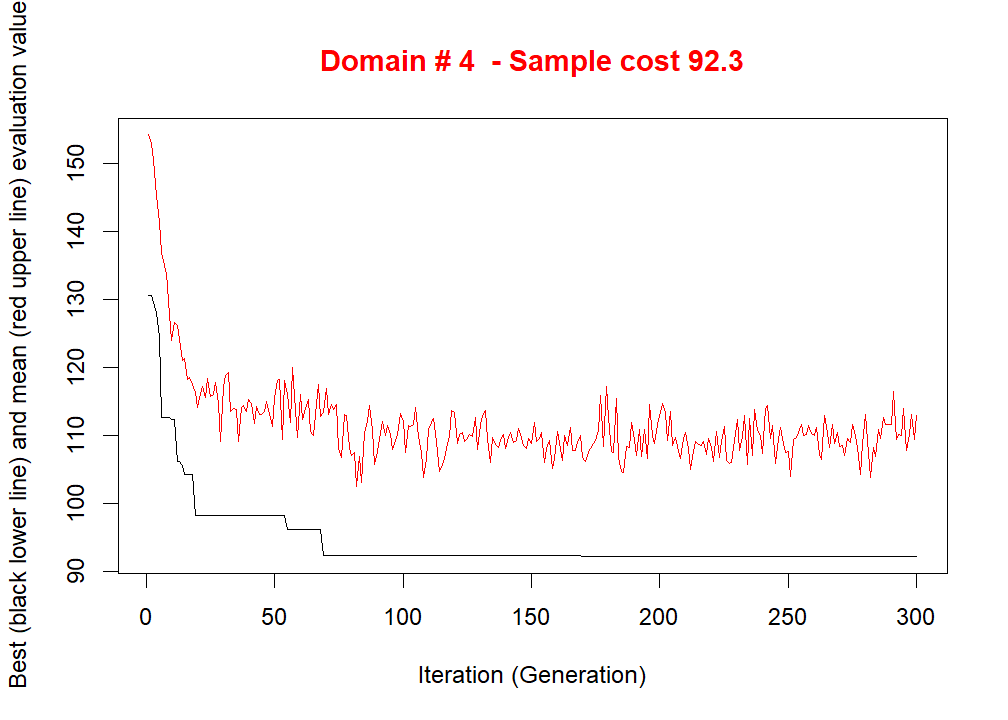 Domain # 4  - Sample cost 92.3
Best (black lower line) and mean (red upper line) evaluation value
150
140
130
120
110
100
90
0 50 100 150 200 250 300
Iteration (Generation)